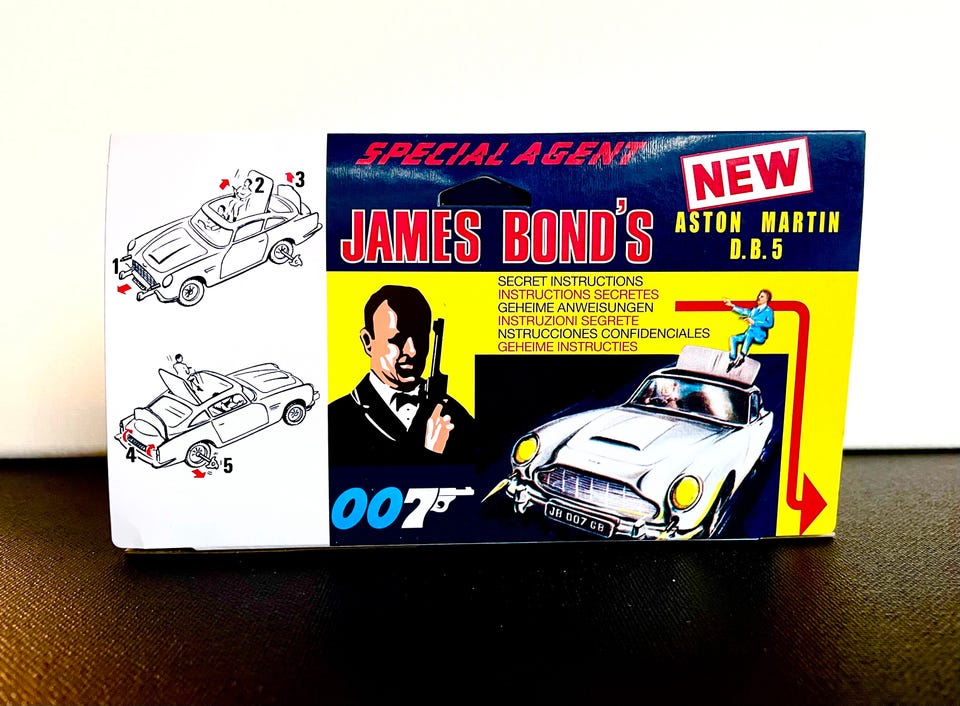 SPECIAL AGENT
JAMES BOND'S
NEW
ASTON MARTIN
D.B.5
SECRET INSTRUCTIONS
INSTRUCTIONS SECRETES
GEHEIME ANWEISUNGEN
INSTRUZIONI SEGRETE
NSTRUCCIONES CONFIDENCIALES
GEHEIME INSTRUCTIES
007
JB 007 GB
1
2
3
4
5